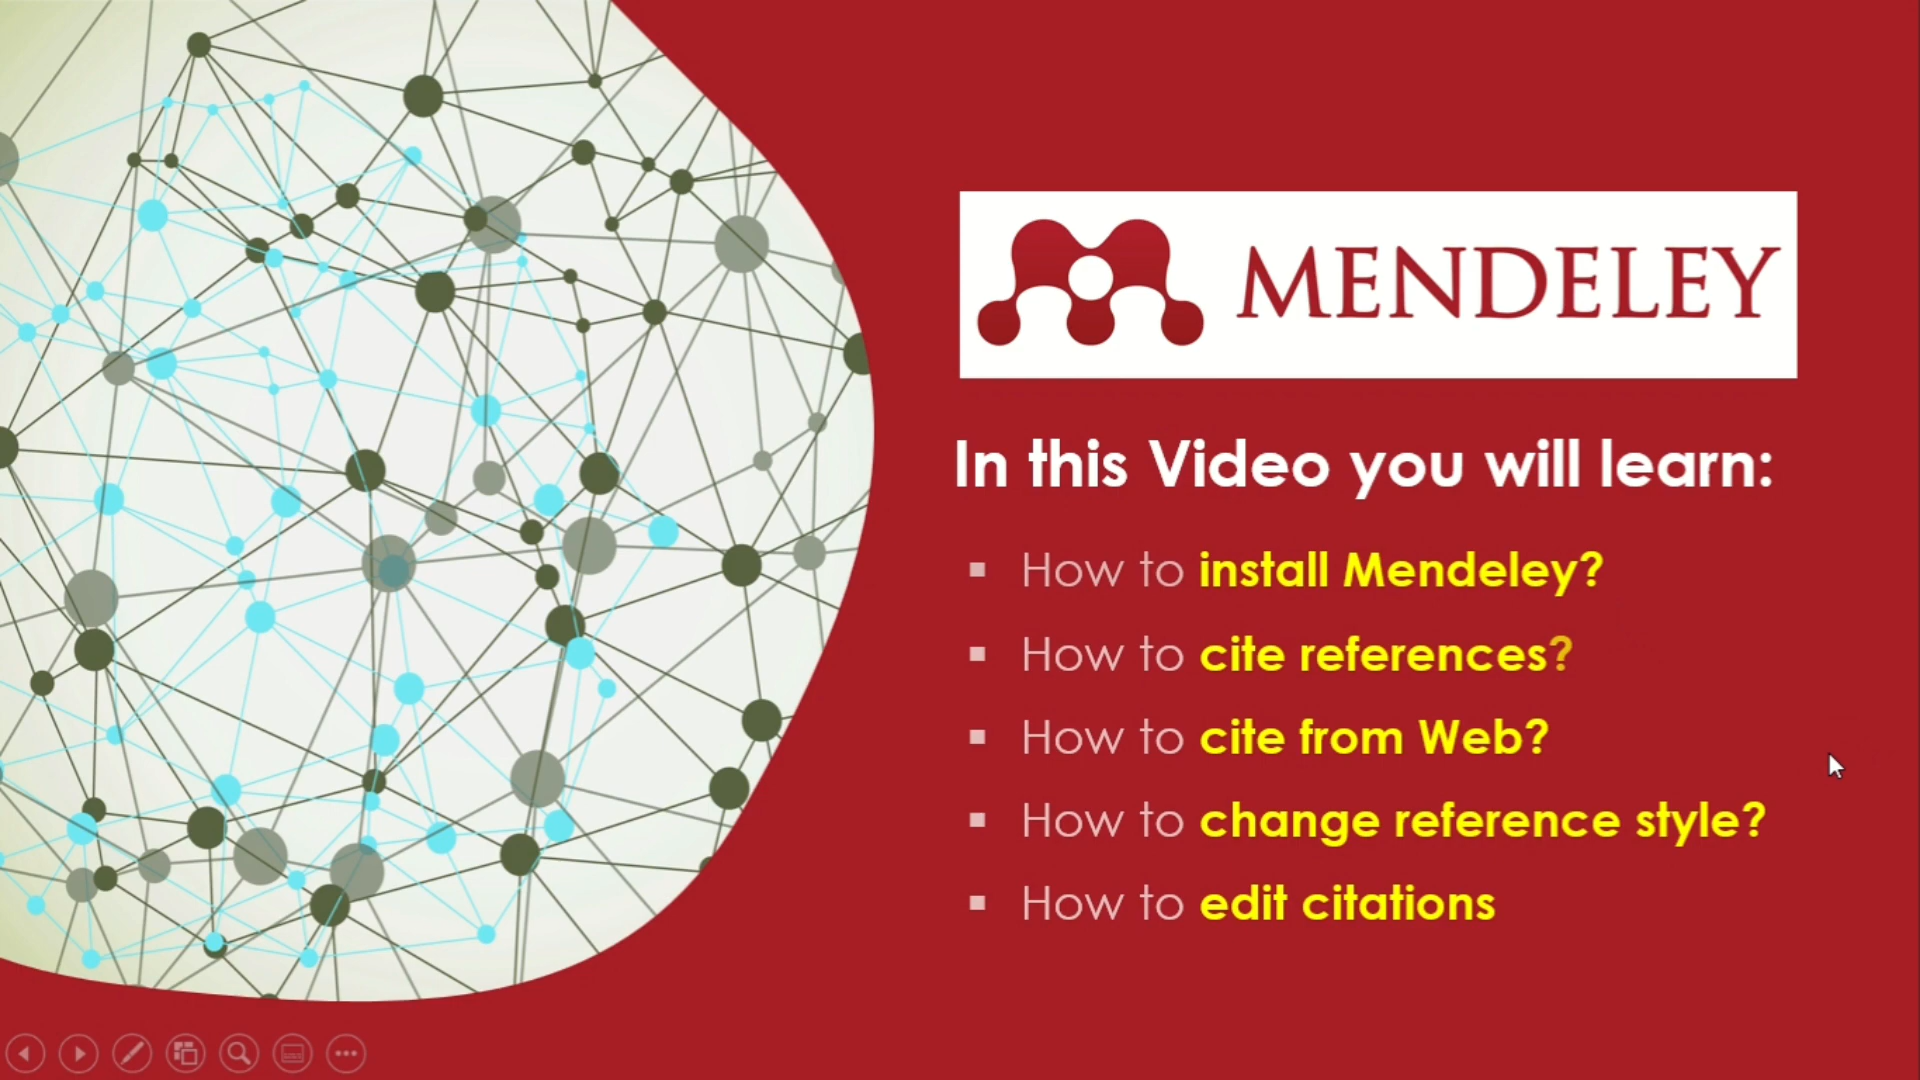 MENDELEY
In this Video you will learn:
▪ How to install Mendeley?
▪ How to cite references?
▪ How to cite from Web?
▪ How to change reference style?
▪ How to edit citations